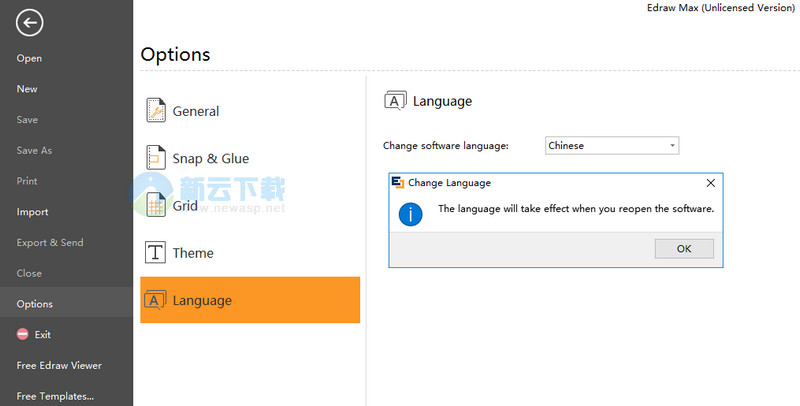 Edraw Max (Unlicensed Version)
Open
New
Save
Save As
Print
Import
Export & Send
Close
Options
Exit
Free Edraw Viewer
Free Templates...
Options
General
Snap & Glue
Grid
Theme
A Language
新云下载
www.newasp.net
A Language
Change software language: Chinese
Change Language
The language will take effect when you reopen the software.
OK